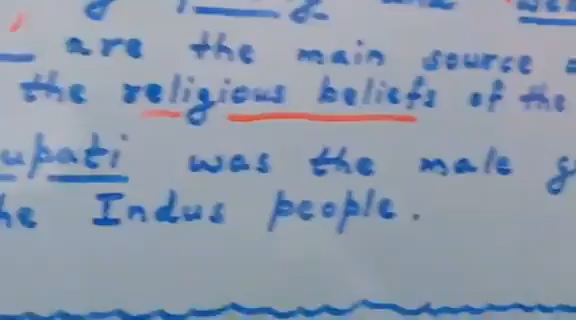 are the main source
the religious beliefs of the
upati was the male g
he Indus people.